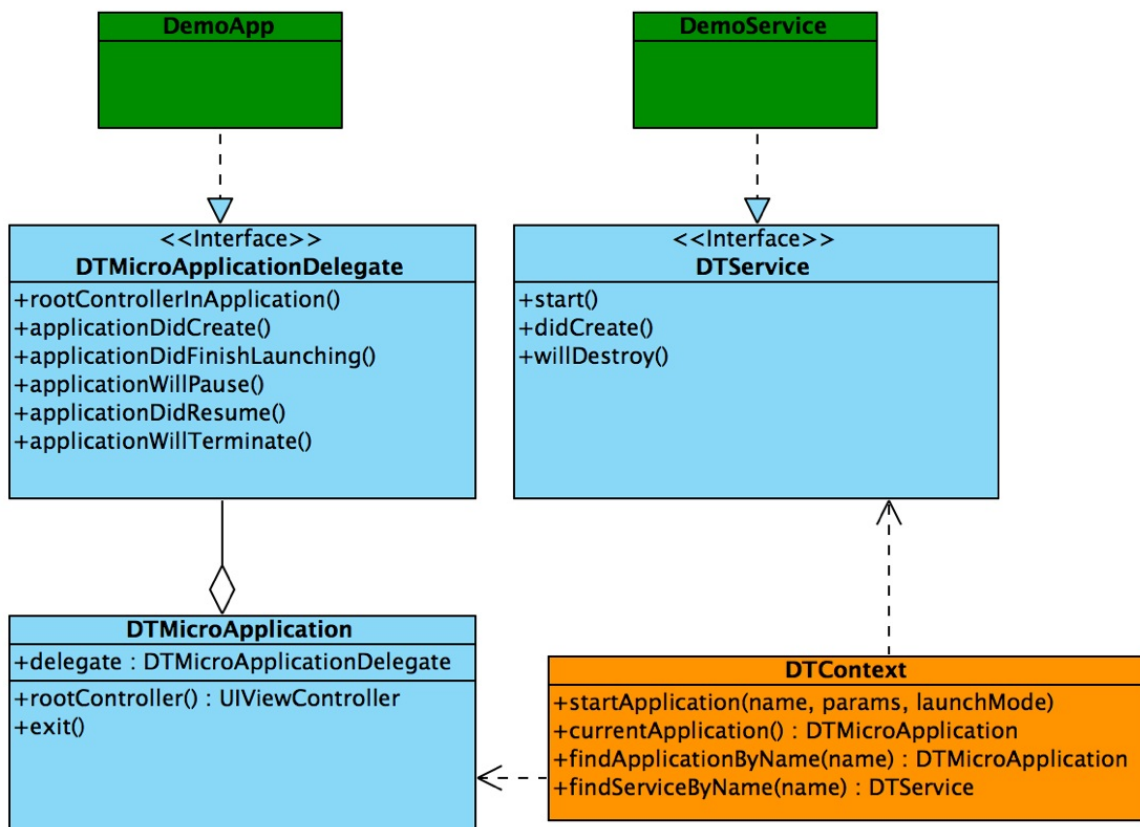 DemoApp
DemoService
<<Interface>>
DTMicroApplicationDelegate
+rootControllerInApplication()
+applicationDidCreate()
+applicationDidFinishLaunching()
+applicationWillPause()
+applicationDidResume()
+applicationWillTerminate()
<<Interface>>
DTService
+start()
+didCreate()
+willDestroy()
DTMicroApplication
+delegate : DTMicroApplicationDelegate
+rootController() : UIViewController
+exit()
DTContext
+startApplication(name, params, launchMode)
+currentApplication() : DTMicroApplication
+findApplicationByName(name) : DTMicroApplication
+findServiceByName(name) : DTService